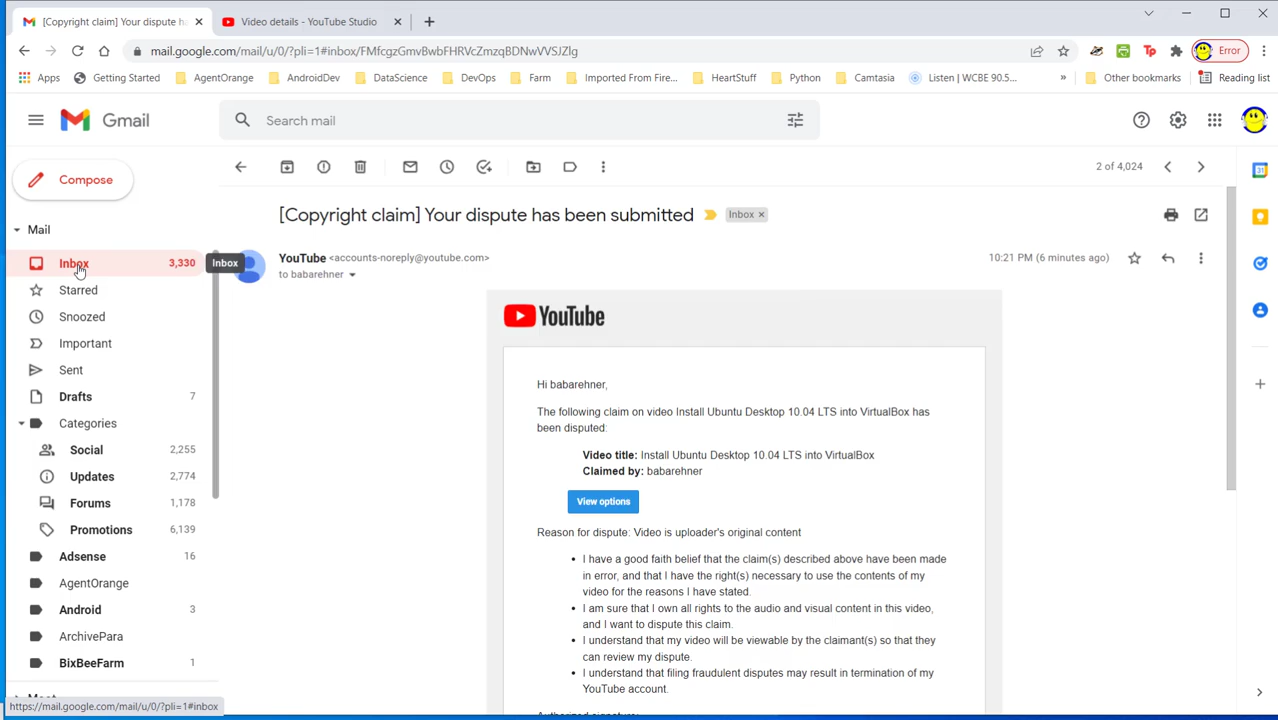 [Copyright claim] Your dispute ha
Video details - YouTube Studio
mail.google.com/mail/u/0/?pli=1#inbox/FMfcgzGmvBwbFHRVcZmzqBDNwVVSJZlg
Tp
Error
Apps
Getting Started
AgentOrange
AndroidDev
DataScience
DevOps
Farm
Imported From Fire...
HeartStuff
Python
Camtasia
Listen | WCBE 90.5...
»
Other bookmarks
Reading list
Gmail
Search mail
Compose
2 of 4,024
Mail
[Copyright claim] Your dispute has been submitted
Inbox ×
Inbox 3,330
Inbox
YouTube <accounts-noreply@youtube.com>
10:21 PM (6 minutes ago)
to babarehner
Starred
Snoozed
Important
Sent
Drafts 7
Categories
Social 2,255
Updates 2,774
Forums 1,178
Promotions 6,139
Adsense 16
AgentOrange
Android 3
ArchivePara
BixBeeFarm 1
31
YouTube
Hi babarehner,
The following claim on video Install Ubuntu Desktop 10.04 LTS into VirtualBox has
been disputed:
Video title: Install Ubuntu Desktop 10.04 LTS into VirtualBox
Claimed by: babarehner
View options
Reason for dispute: Video is uploader's original content
• I have a good faith belief that the claim(s) described above have been made
in error, and that I have the right(s) necessary to use the contents of my
video for the reasons I have stated.
• I am sure that I own all rights to the audio and visual content in this video,
and I want to dispute this claim.
• I understand that my video will be viewable by the claimant(s) so that they
can review my dispute.
• I understand that filing fraudulent disputes may result in termination of my
YouTube account.
Authorized signature:
https://mail.google.com/mail/u/0/?pli=1#inbox